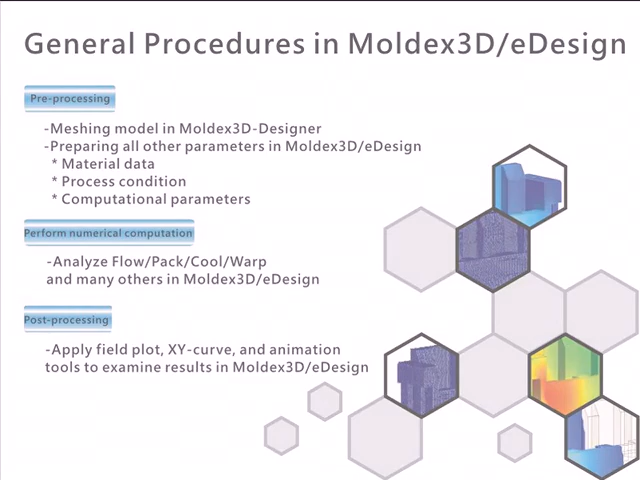 General Procedures in Moldex3D/eDesign
Pre-processing
-Meshing model in Moldex3D-Designer
-Preparing all other parameters in Moldex3D/eDesign
* Material data
* Process condition
* Computational parameters
Perform numerical computation
-Analyze Flow/Pack/Cool/Warp
and many others in Moldex3D/eDesign
Post-processing
-Apply field plot, XY-curve, and animation
tools to examine results in Moldex3D/eDesign